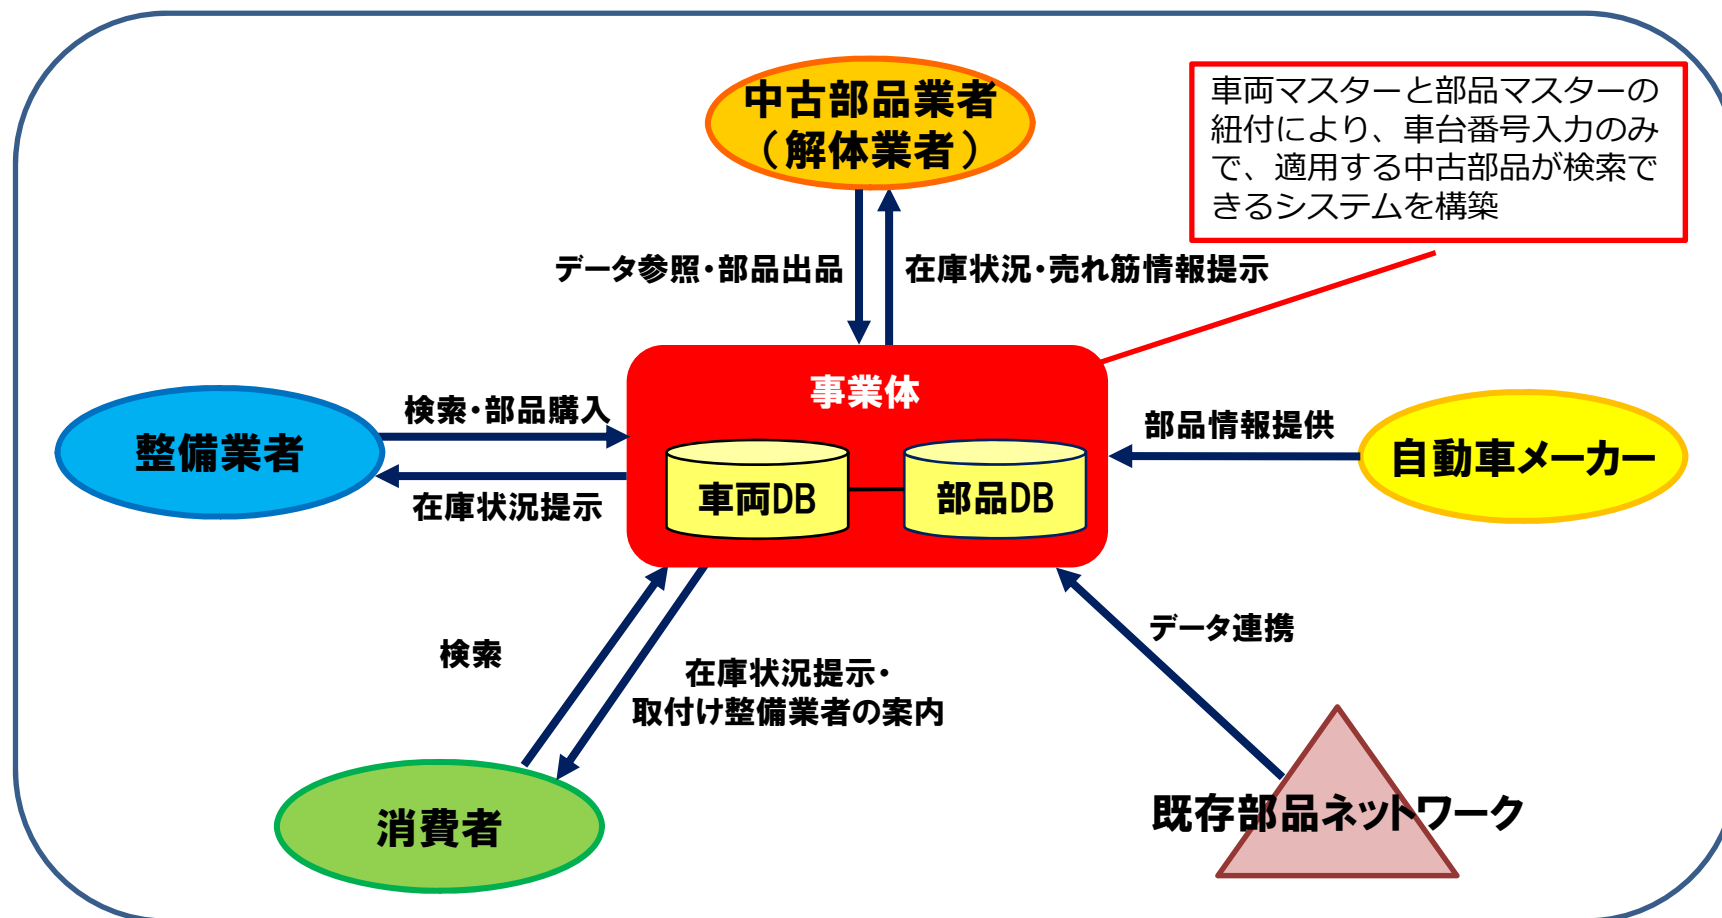 中古部品業者
（解体業者）
車両マスターと部品マスターの
紐付により、車台番号入力のみ
で、適用する中古部品が検索で
きるシステムを構築
データ参照・部品出品
在庫状況・売れ筋情報提示
事業体
検索・部品購入
部品情報提供
整備業者
自動車メーカー
車両DB
部品DB
在庫状況提示
データ連携
検索
在庫状況提示・
取付け整備業者の案内
既存部品ネットワーク
消費者